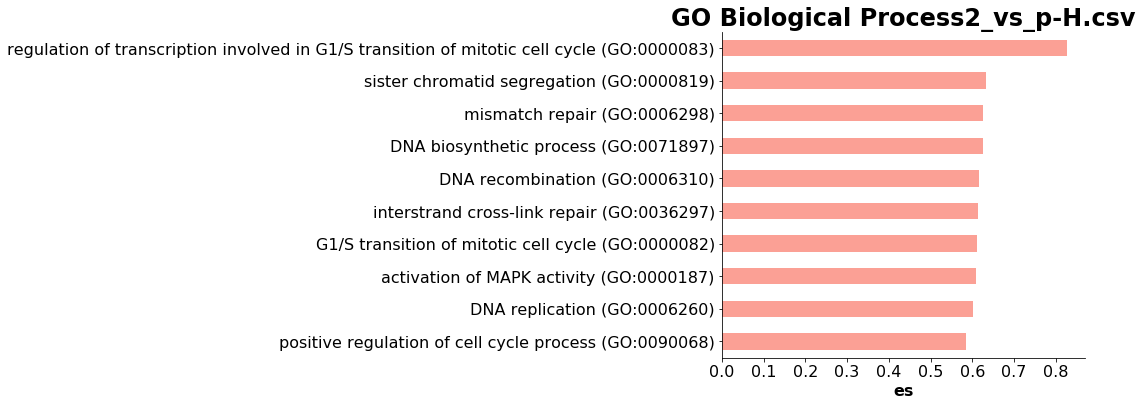 GO Biological Process2_vs_p-H.csv
regulation of transcription involved in G1/S transition of mitotic cell cycle (GO:0000083)
sister chromatid segregation (GO:0000819)
mismatch repair (GO:0006298)
DNA biosynthetic process (GO:0071897)
DNA recombination (GO:0006310)
interstrand cross-link repair (GO:0036297)
G1/S transition of mitotic cell cycle (GO:0000082)
activation of MAPK activity (GO:0000187)
DNA replication (GO:0006260)
positive regulation of cell cycle process (GO:0090068)
0.0 0.1 0.2 0.3 0.4 0.5 0.6 0.7 0.8
es